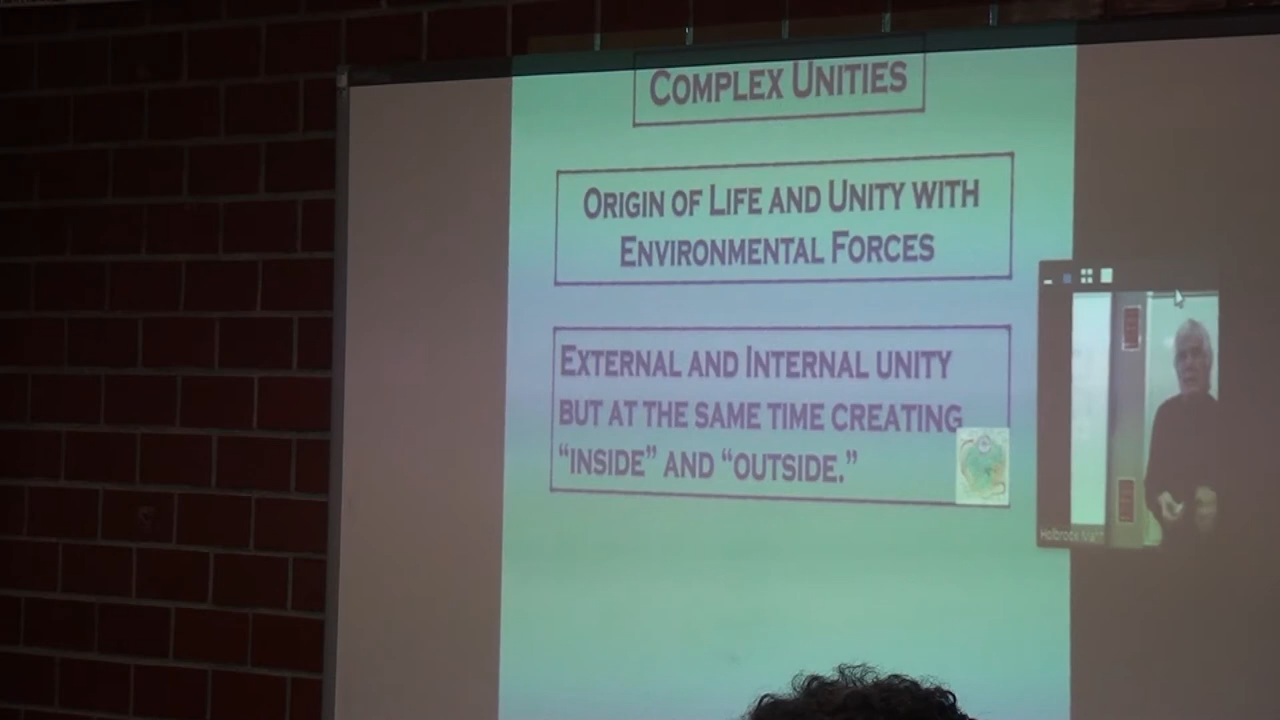 COMPLEX UNITIES
ORIGIN OF LIFE AND UNITY WITH
ENVIRONMENTAL FORCES
EXTERNAL AND INTERNAL UNITY
BUT AT THE SAME TIME CREATING
“INSIDE” AND “OUTSIDE.”
Holbrook